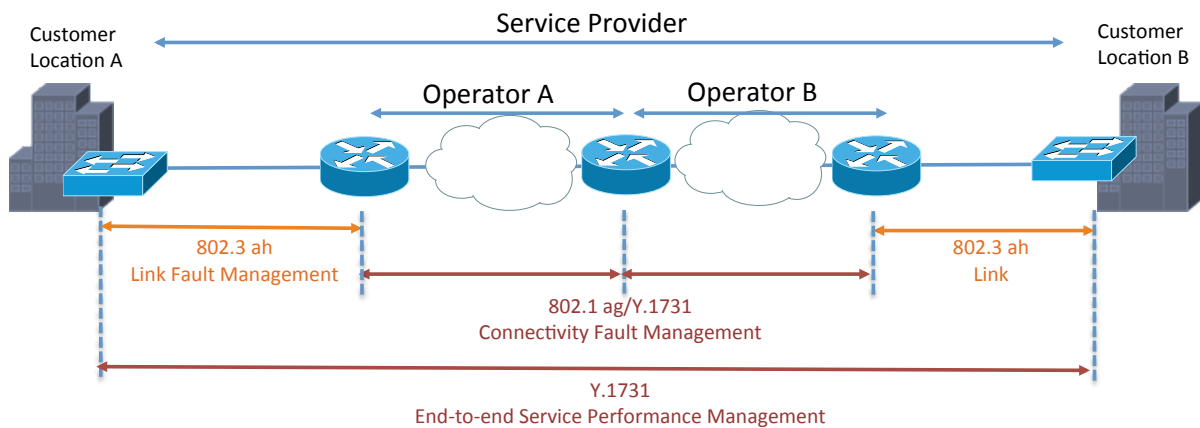 Service Provider
Customer
Location A
Customer
Location B
Operator A
Operator B
802.3 ah
Link Fault Management
802.3 ah
Link
802.1 ag/Y.1731
Connectivity Fault Management
Y.1731
End-to-end Service Performance Management